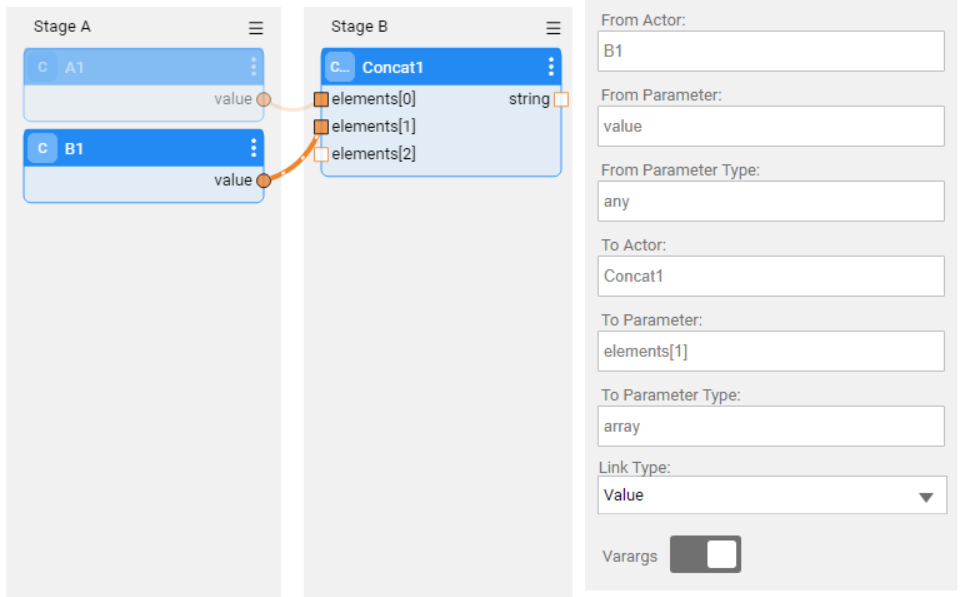 Stage A
C A1
value
C B1
value
Stage B
C... Concat1
elements[0] string
elements[1]
elements[2]
From Actor:
B1
From Parameter:
value
From Parameter Type:
any
To Actor:
Concat1
To Parameter:
elements[1]
To Parameter Type:
array
Link Type:
Value
Varargs